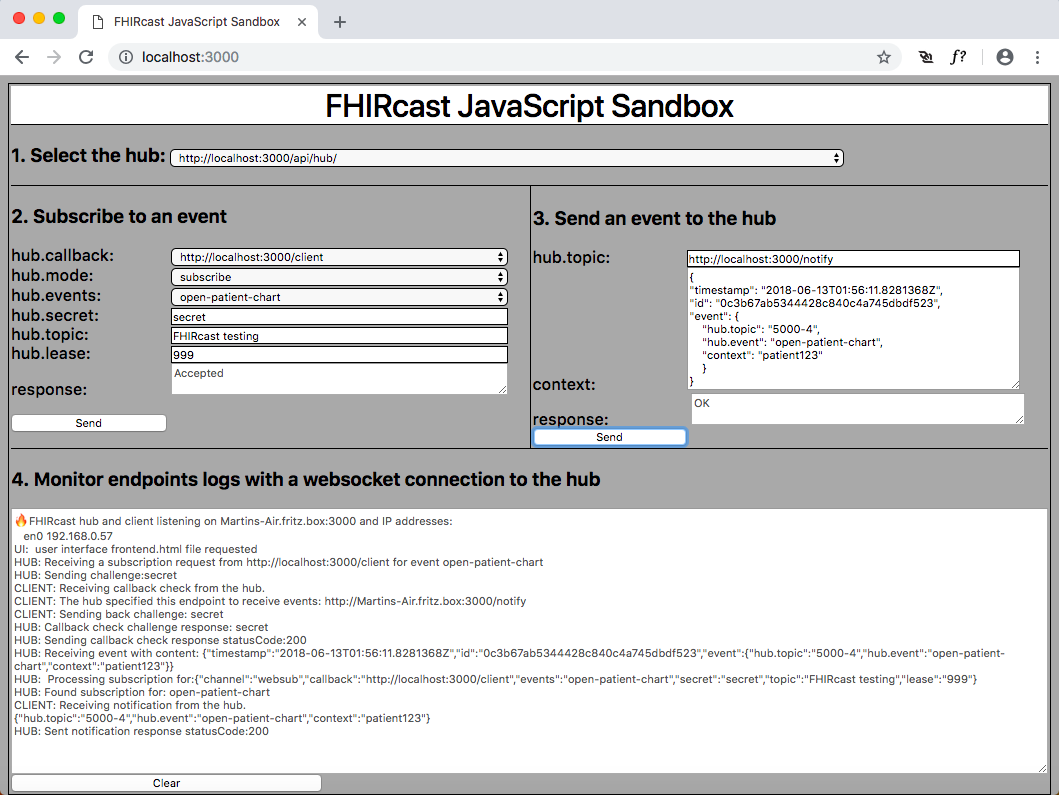 FHIRcast JavaScript Sandbox
localhost:3000
f?
FHIRcast JavaScript Sandbox
1. Select the hub: http://localhost:3000/api/hub/
2. Subscribe to an event
hub.callback: http://localhost:3000/client
hub.mode: subscribe
hub.events: open-patient-chart
hub.secret: secret
hub.topic: FHIRcast testing
hub.lease: 999
response: Accepted
Send
3. Send an event to the hub
hub.topic: http://localhost:3000/notify
{
"timestamp": "2018-06-13T01:56:11.8281368Z",
"id": "0c3b67ab5344428c840c4a745dbdf523",
"event": {
"hub.topic": "5000-4",
"hub.event": "open-patient-chart",
"context": "patient123"
}
}
context:
OK
response:
Send
4. Monitor endpoints logs with a websocket connection to the hub
🔥FHIRcast hub and client listening on Martins-Air.fritz.box:3000 and IP addresses:
en0 192.168.0.57
UI:  user interface frontend.html file requested
HUB: Receiving a subscription request from http://localhost:3000/client for event open-patient-chart
HUB: Sending challenge:secret
CLIENT: Receiving callback check from the hub.
CLIENT: The hub specified this endpoint to receive events: http://Martins-Air.fritz.box:3000/notify
CLIENT: Sending back challenge: secret
HUB: Callback check challenge response: secret
HUB: Sending callback check response statusCode:200
HUB: Receiving event with content: {"timestamp":"2018-06-13T01:56:11.8281368Z","id":"0c3b67ab5344428c840c4a745dbdf523","event":{"hub.topic":"5000-4","hub.event":"open-patient-
chart","context":"patient123"}}
HUB:  Processing subscription for:{"channel":"websub","callback":"http://localhost:3000/client","events":"open-patient-chart","secret":"secret","topic":"FHIRcast testing","lease":"999"}
HUB: Found subscription for: open-patient-chart
CLIENT: Receiving notification from the hub.
{"hub.topic":"5000-4","hub.event":"open-patient-chart","context":"patient123"}
HUB: Sent notification response statusCode:200
Clear